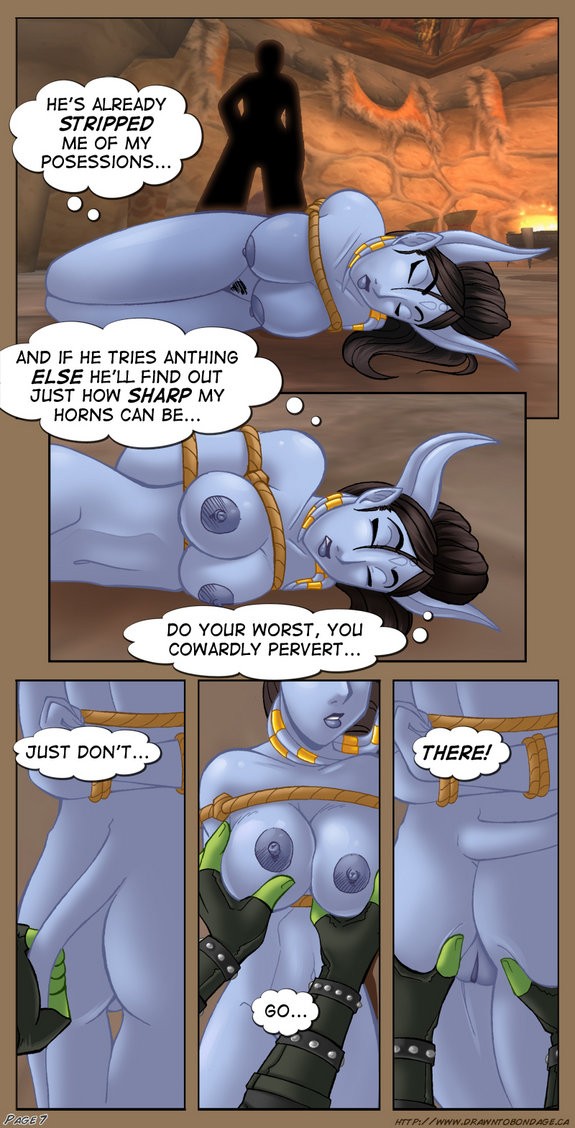 HE'S ALREADY
STRIPPED
ME OF MY
POSESSIONS...
AND IF HE TRIES ANTHING
ELSE HE'LL FIND OUT
JUST HOW SHARP MY
HORNS CAN BE...
DO YOUR WORST, YOU
COWARDLY PERVERT...
JUST DON'T...
GO...
THERE!
PAGE 7
HTTP://WWW.DRAWNTOBONDAGE.CA